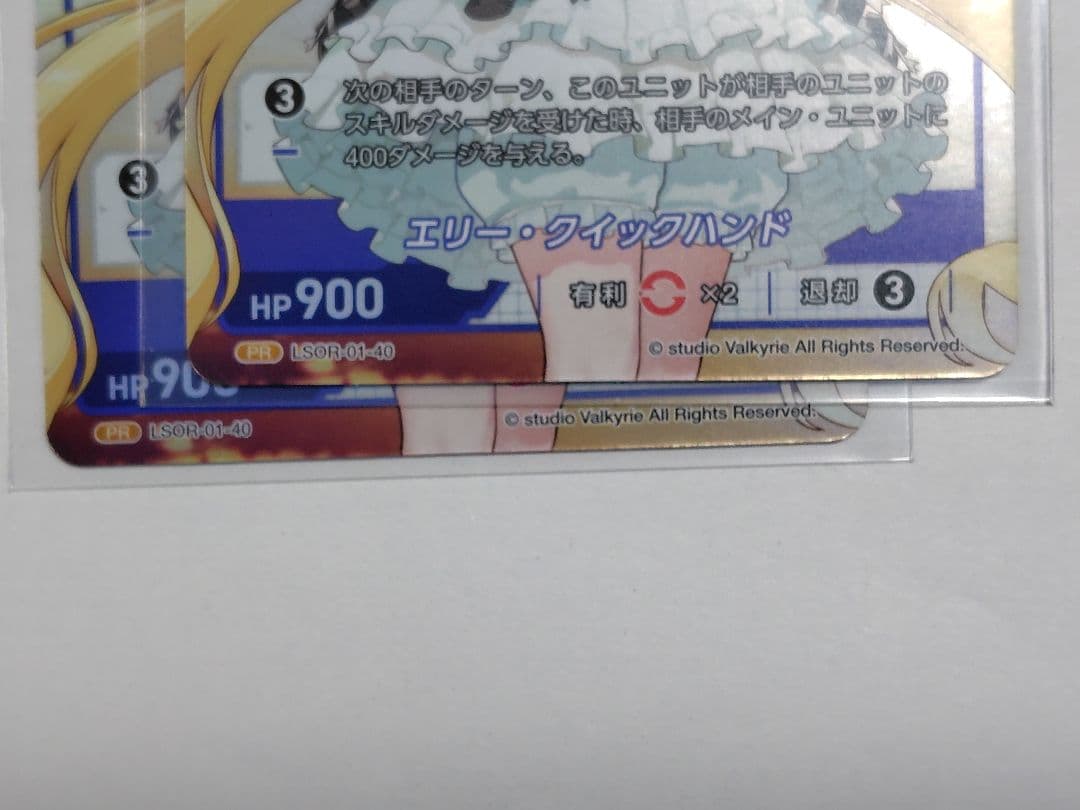 ❸
次の相手のターン、このユニットが相手のユニットの
スキルダメージを受けた時、相手のメイン・ユニットに
400ダメージを与える。
エリー・クイックハンド
HP900
有利 ×2
退却 ❸
PR LSOR-01-40
© studio Valkyrie All Rights Reserved.
❸
HP900
PR LSOR-01-40
© studio Valkyrie All Rights Reserved.